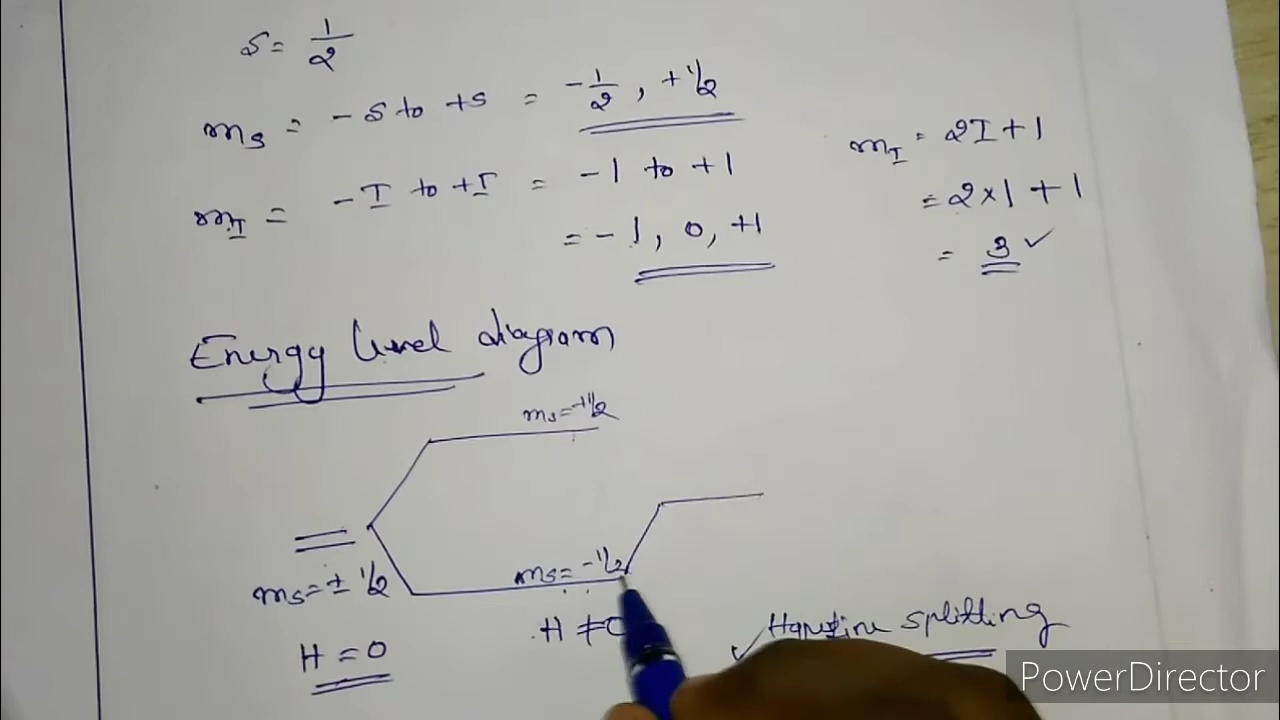 S = 1/2
mS = -S to +S = -1/2, +1/2
mI = -I to +I = -1 to +1
= -1, 0, +1
mI = 2I+1
= 2×1+1
= 3 ✓
Energy level diagram
ms=+1/2
ms=±1/2
ms=-1/2
H=0
H≠0
✓ Hyperfine splitting
PowerDirector